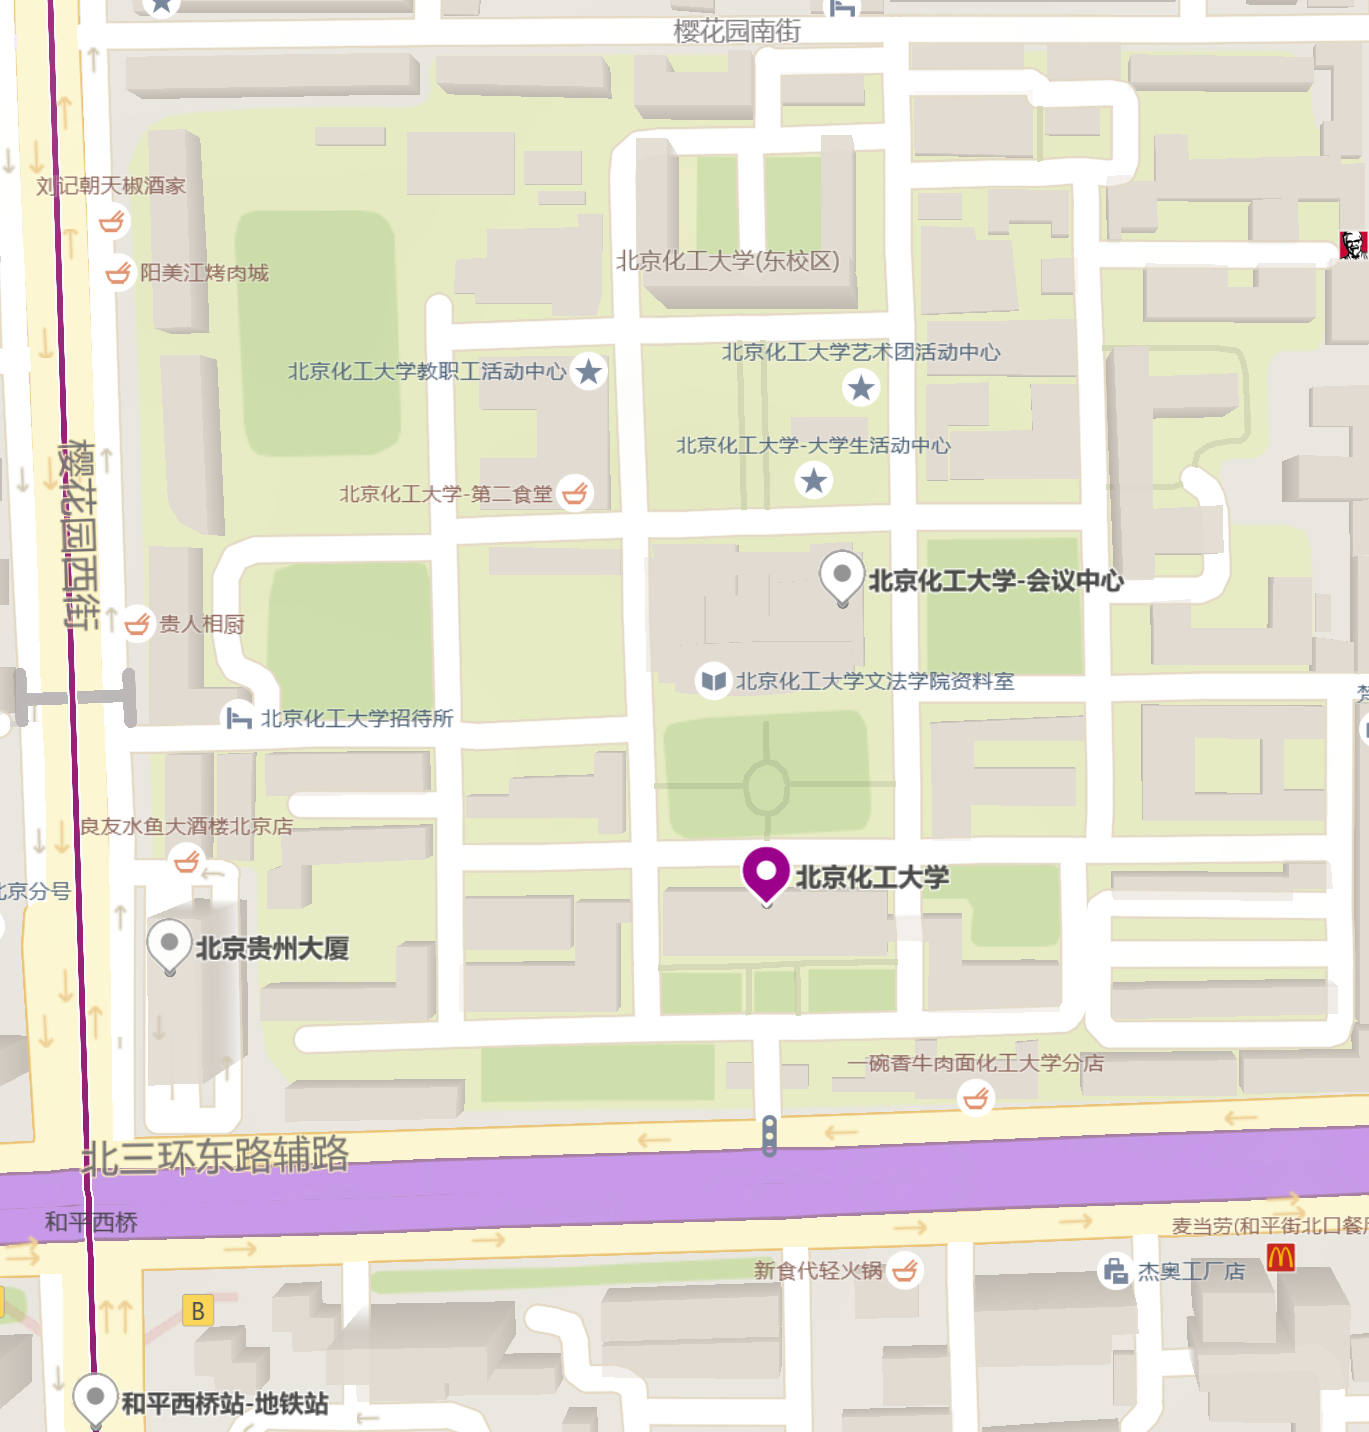 樱花园南街
刘记朝天椒酒家
阳美江烤肉城
北京化工大学(东校区)
北京化工大学教职工活动中心
北京化工大学艺术团活动中心
北京化工大学-大学生活动中心
北京化工大学-第二食堂
樱花园西街
北京化工大学-会议中心
贵人相厨
北京化工大学文法学院资料室
北京化工大学招待所
良友水鱼大酒楼北京店
北京化工大学
北京分号
北京贵州大厦
一碗香牛肉面化工大学分店
北三环东路辅路
和平西桥
麦当劳(和平街北口餐厅
新食代轻火锅
杰奥工厂店
B
和平西桥站-地铁站